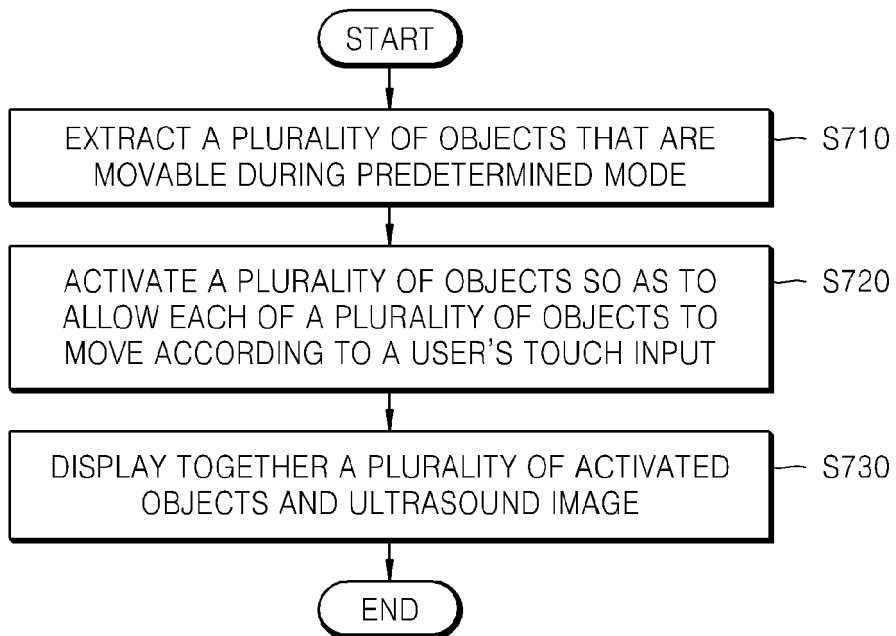 START
EXTRACT A PLURALITY OF OBJECTS THAT ARE
MOVABLE DURING PREDETERMINED MODE
S710
ACTIVATE A PLURALITY OF OBJECTS SO AS TO
ALLOW EACH OF A PLURALITY OF OBJECTS TO
MOVE ACCORDING TO A USER'S TOUCH INPUT
S720
DISPLAY TOGETHER A PLURALITY OF ACTIVATED
OBJECTS AND ULTRASOUND IMAGE
S730
END